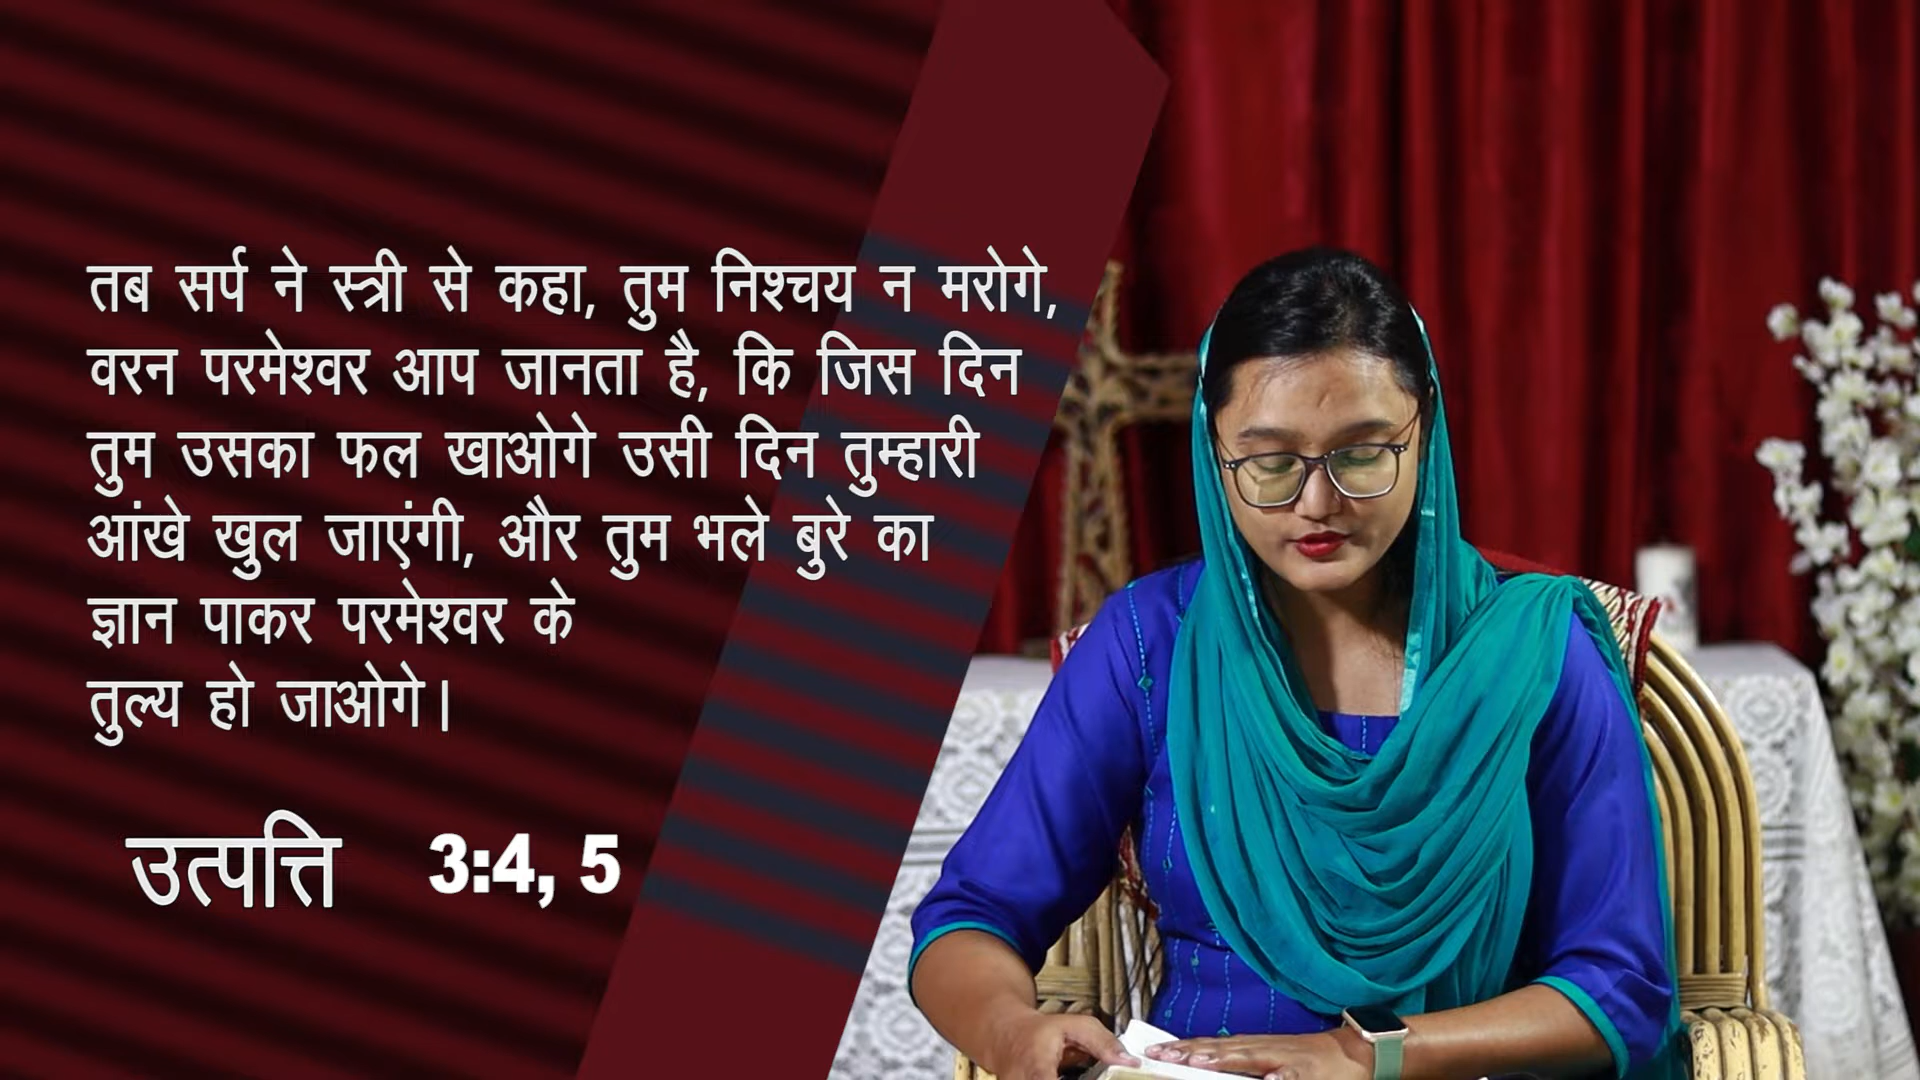 तब सर्प ने स्त्री से कहा, तुम निश्चय न मरोगे,
वरन परमेश्वर आप जानता है, कि जिस दिन
तुम उसका फल खाओगे उसी दिन तुम्हारी
आंखे खुल जाएंगी, और तुम भले बुरे का
ज्ञान पाकर परमेश्वर के
तुल्य हो जाओगे।
उत्पत्ति 3:4, 5